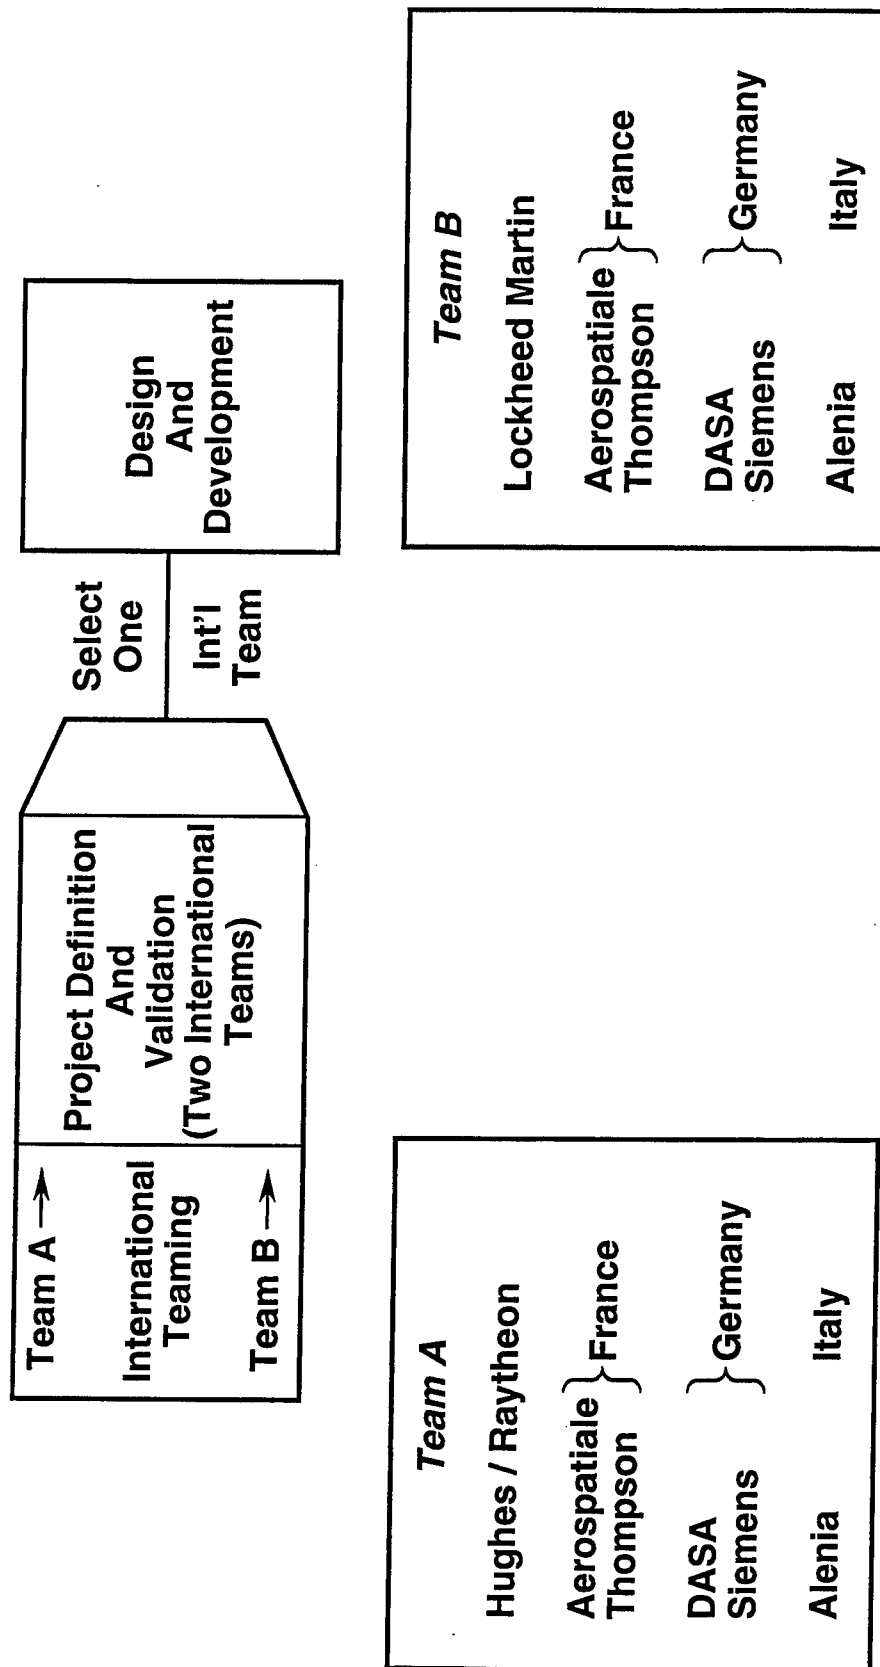 Team A
International
Teaming
Team B
Project Definition
And
Validation
(Two International
Teams)
Select
One
Int'l
Team
Design
And
Development
Team A
Hughes / Raytheon
Aerospatiale
Thompson
France
DASA
Siemens
Germany
Alenia Italy
Team B
Lockheed Martin
Aerospatiale
Thompson
France
DASA
Siemens
Germany
Alenia Italy